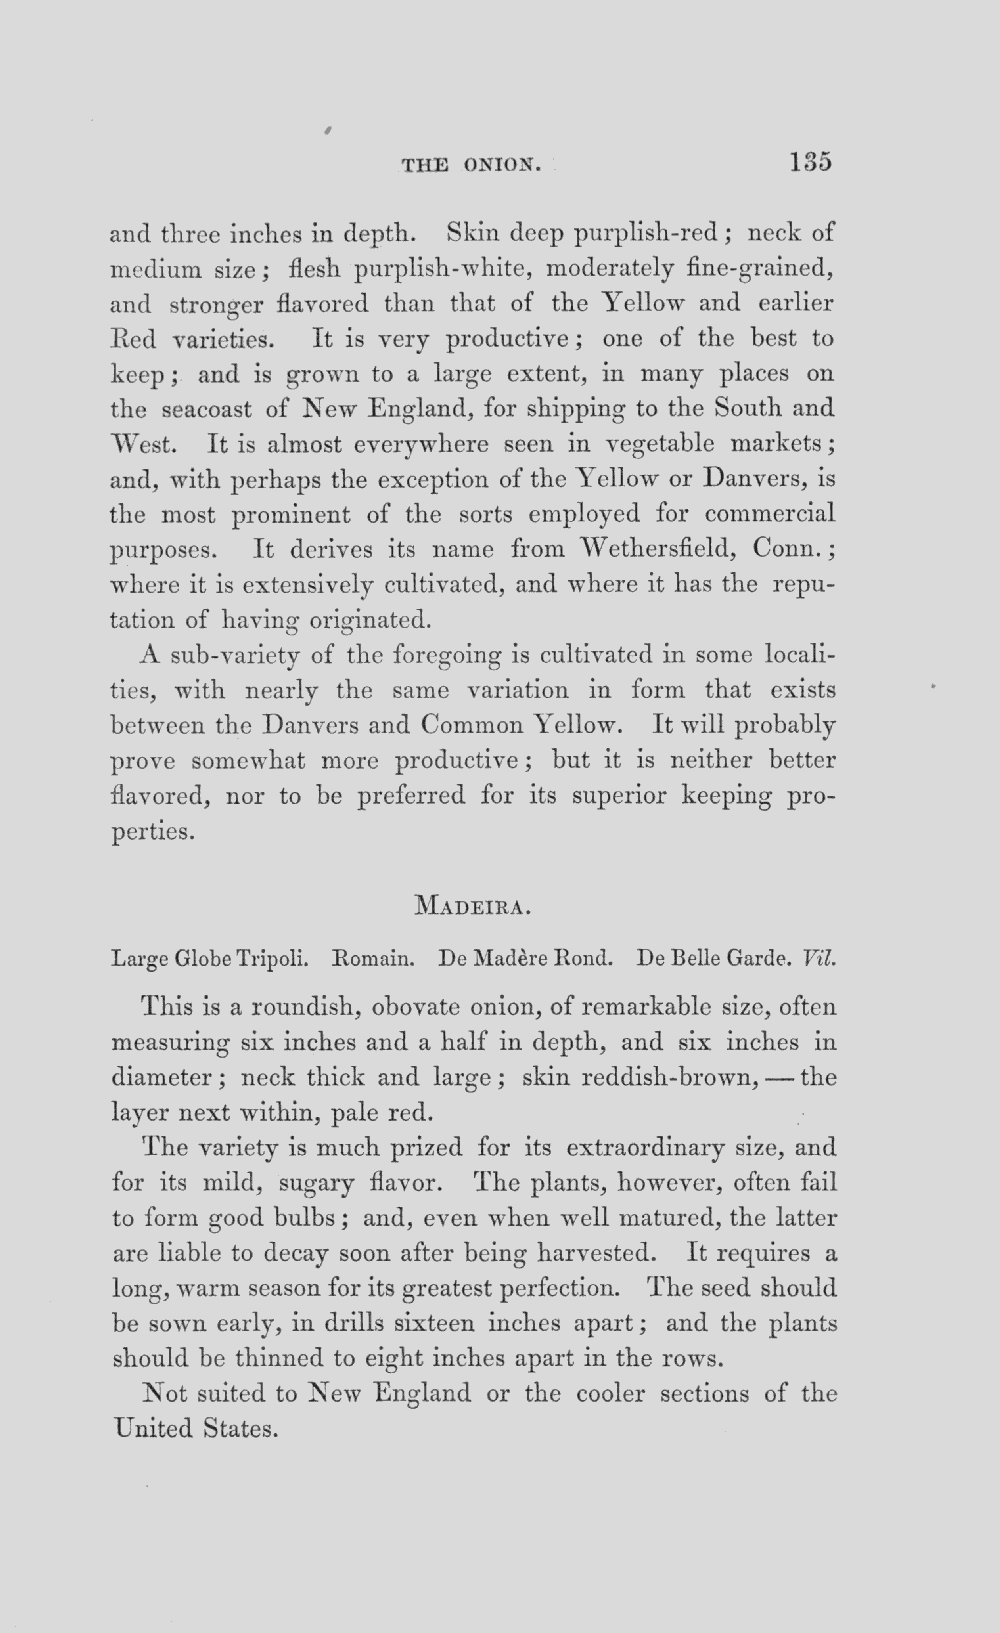 THE ONION. 135
and three inches in depth. Skin deep purplish-red; neck of
medium size; flesh purplish-white, moderately fine-grained,
and stronger flavored than that of the Yellow and earlier
Red varieties. It is very productive; one of the best to
keep; and is grown to a large extent, in many places on
the seacoast of New England, for shipping to the South and
West. It is almost everywhere seen in vegetable markets;
and, with perhaps the exception of the Yellow or Danvers, is
the most prominent of the sorts employed for commercial
purposes. It derives its name from Wethersfield, Conn.;
where it is extensively cultivated, and where it has the repu-
tation of having originated.
A sub-variety of the foregoing is cultivated in some locali-
ties, with nearly the same variation in form that exists
between the Danvers and Common Yellow. It will probably
prove somewhat more productive; but it is neither better
flavored, nor to be preferred for its superior keeping pro-
perties.
MADEIRA.
Large Globe Tripoli. Romain. De Madère Rond. De Belle Garde. Vil.
This is a roundish, obovate onion, of remarkable size, often
measuring six inches and a half in depth, and six inches in
diameter; neck thick and large; skin reddish-brown, — the
layer next within, pale red.
The variety is much prized for its extraordinary size, and
for its mild, sugary flavor. The plants, however, often fail
to form good bulbs; and, even when well matured, the latter
are liable to decay soon after being harvested. It requires a
long, warm season for its greatest perfection. The seed should
be sown early, in drills sixteen inches apart; and the plants
should be thinned to eight inches apart in the rows.
Not suited to New England or the cooler sections of the
United States.